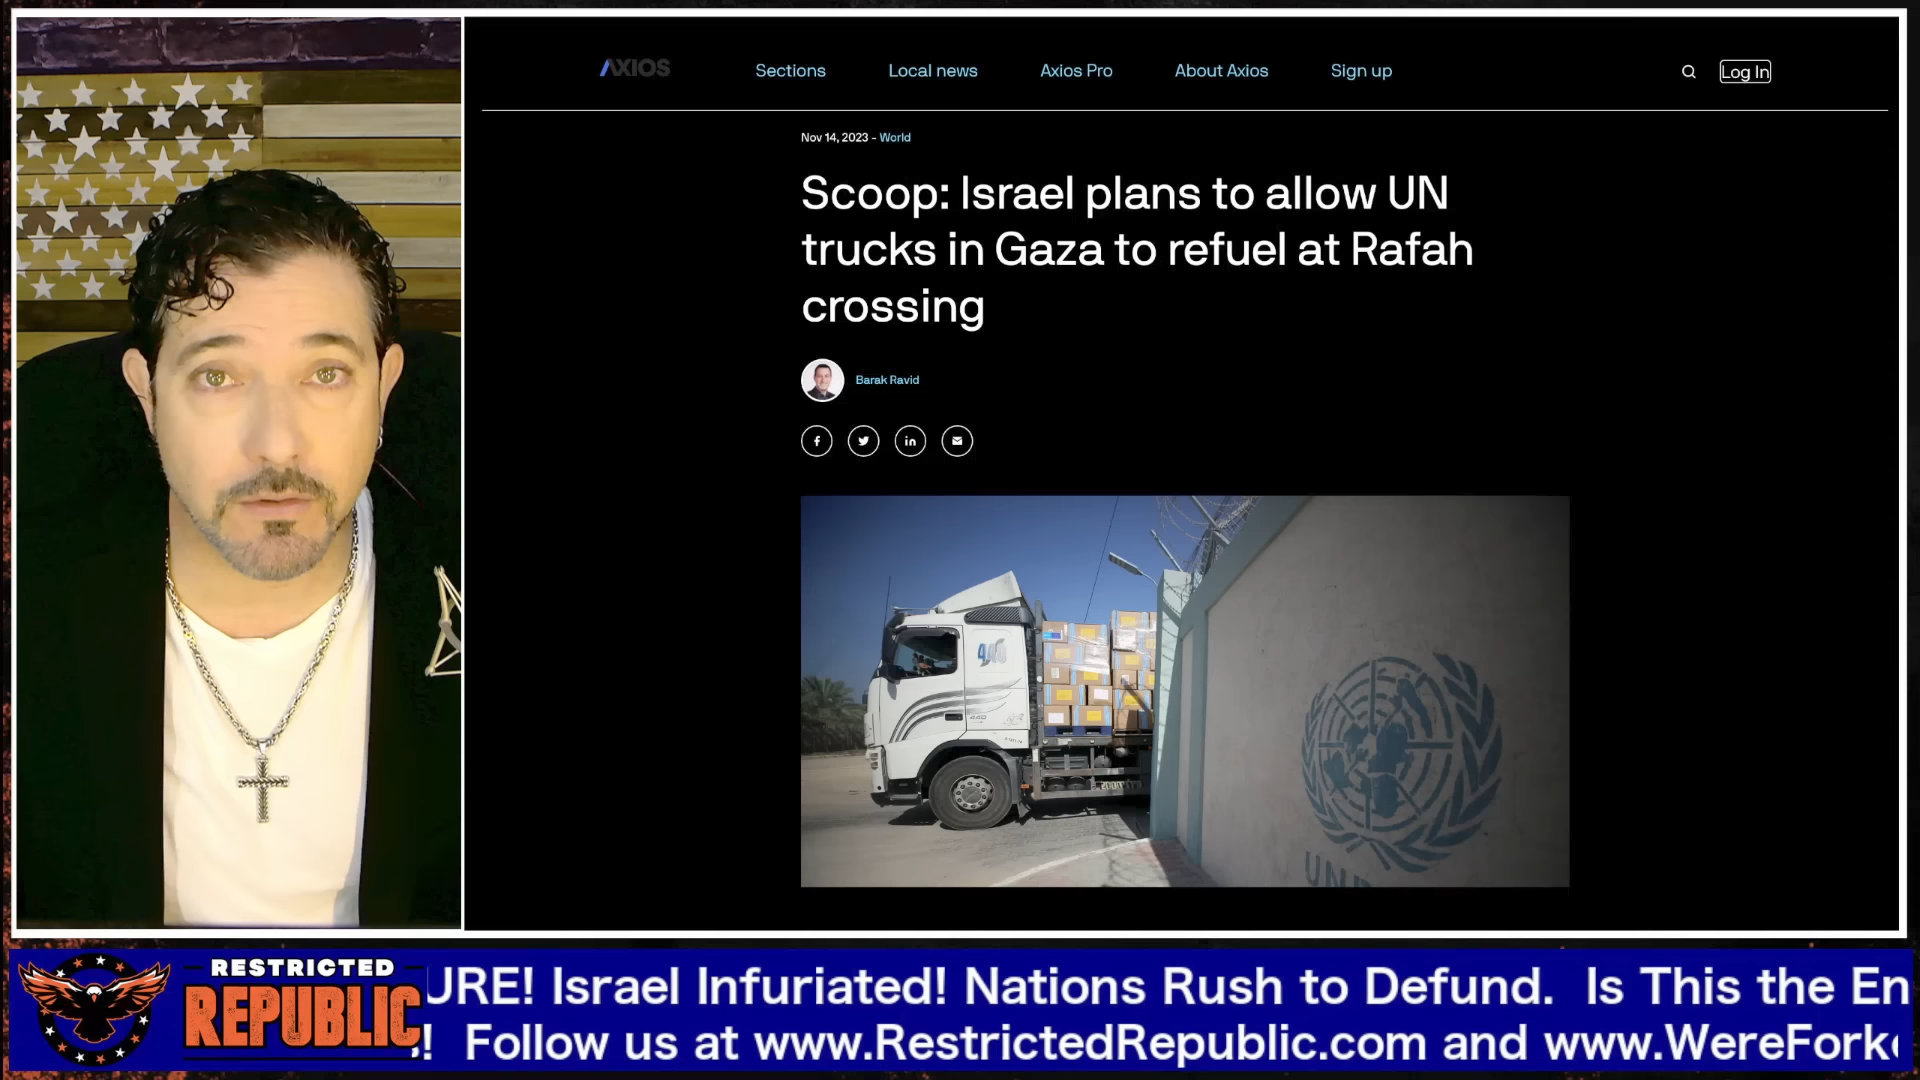 AXIOS
Sections Local news Axios Pro About Axios Sign up Log In
Nov 14, 2023 - World
Scoop: Israel plans to allow UN
trucks in Gaza to refuel at Rafah
crossing
Barak Ravid
f in
440
RESTRICTED
REPUBLIC
URE! Israel Infuriated! Nations Rush to Defund. Is This the En
! Follow us at www.RestrictedRepublic.com and www.WereFork